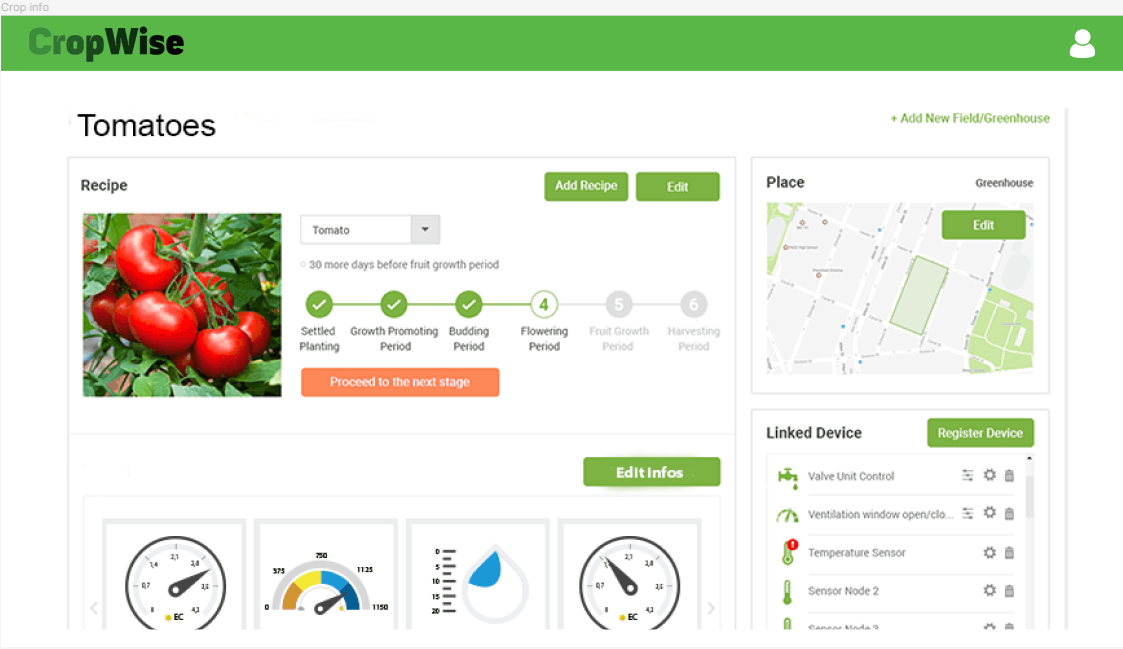 Crop info
CropWise
Tomatoes
+ Add New Field/Greenhouse
Recipe
Add Recipe
Edit
Tomato
30 more days before fruit growth period
4
5
6
Settled Planting
Growth Promoting Period
Budding Period
Flowering Period
Fruit Growth Period
Harvesting Period
Proceed to the next stage
Place
Greenhouse
Edit
Linked Device
Register Device
Valve Unit Control
Ventilation window open/clo...
Temperature Sensor
Sensor Node 2
Edit Infos
0,7
1,4
2,1
2,8
3,5
4,2
EC
0
375
750
1125
1150
0
5
10
15
20
0,7
1,4
2,1
2,8
3,5
4,2
EC